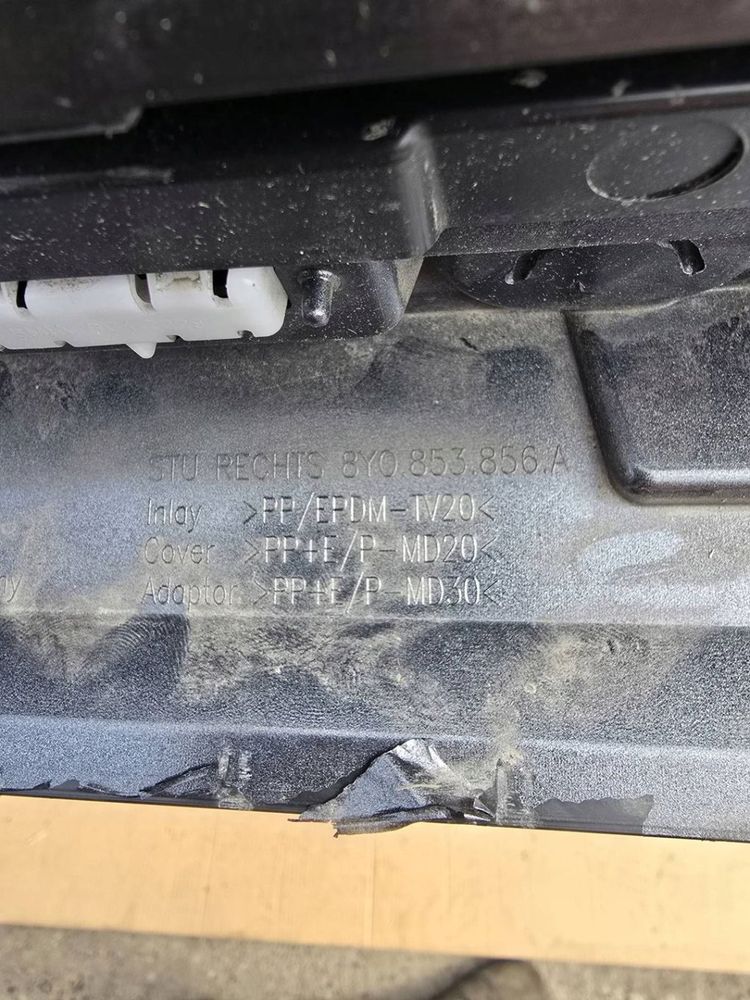 STU RECHTS 8Y0.853.856.A
Inlay >PP/EPDM-TV20<
Cover >PP+E/P-MD20<
Adaptor >PP+E/P-MD30<